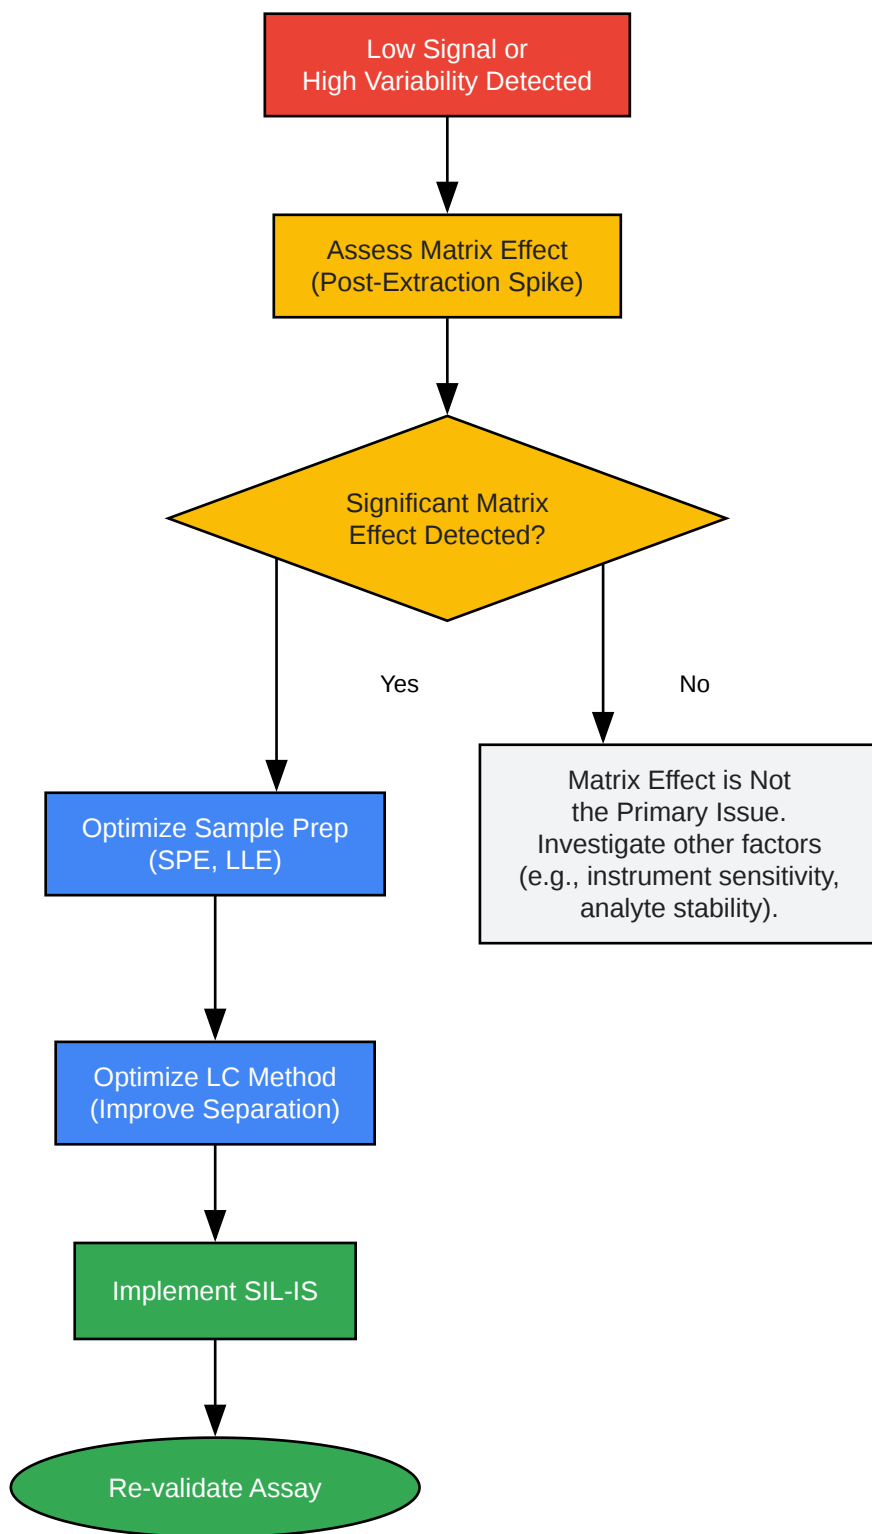 Low Signal or
High Variability Detected
Assess Matrix Effect
(Post-Extraction Spike)
Significant Matrix
Effect Detected?
Yes
No
Matrix Effect is Not
the Primary Issue.
Investigate other factors
(e.g., instrument sensitivity,
analyte stability).
Optimize Sample Prep
(SPE, LLE)
Optimize LC Method
(Improve Separation)
Implement SIL-IS
Re-validate Assay